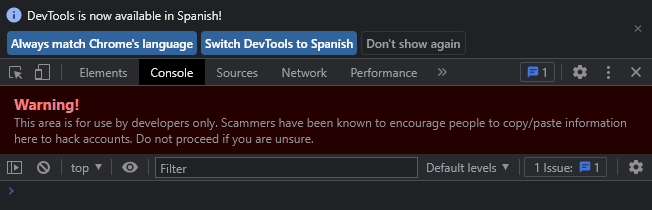 DevTools is now available in Spanish!
Always match Chrome's language Switch DevTools to Spanish Don't show again
Elements Console Sources Network Performance 1
Warning!
This area is for use by developers only. Scammers have been known to encourage people to copy/paste information
here to hack accounts. Do not proceed if you are unsure.
top Filter Default levels 1 Issue: 1